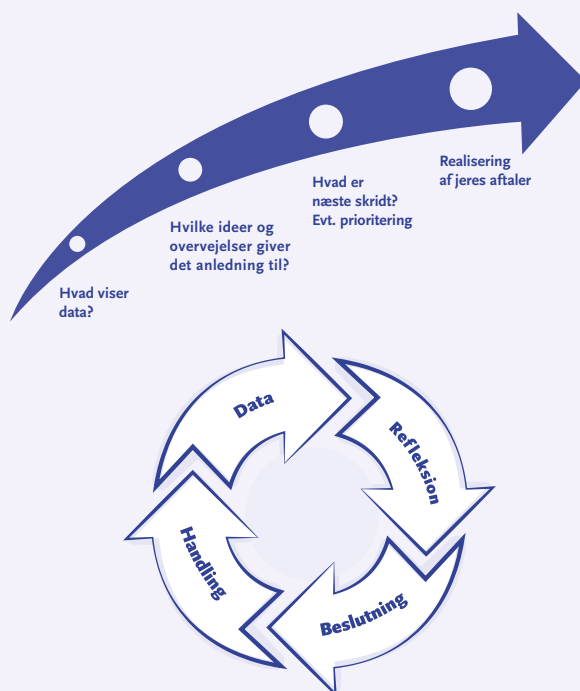 Realisering
af jeres aftaler
Hvad er
næste skridt?
Evt. prioritering
Hvilke ideer og
overvejelser giver
det anledning til?
Hvad viser
data?
Data
Refleksion
Handling
Beslutning